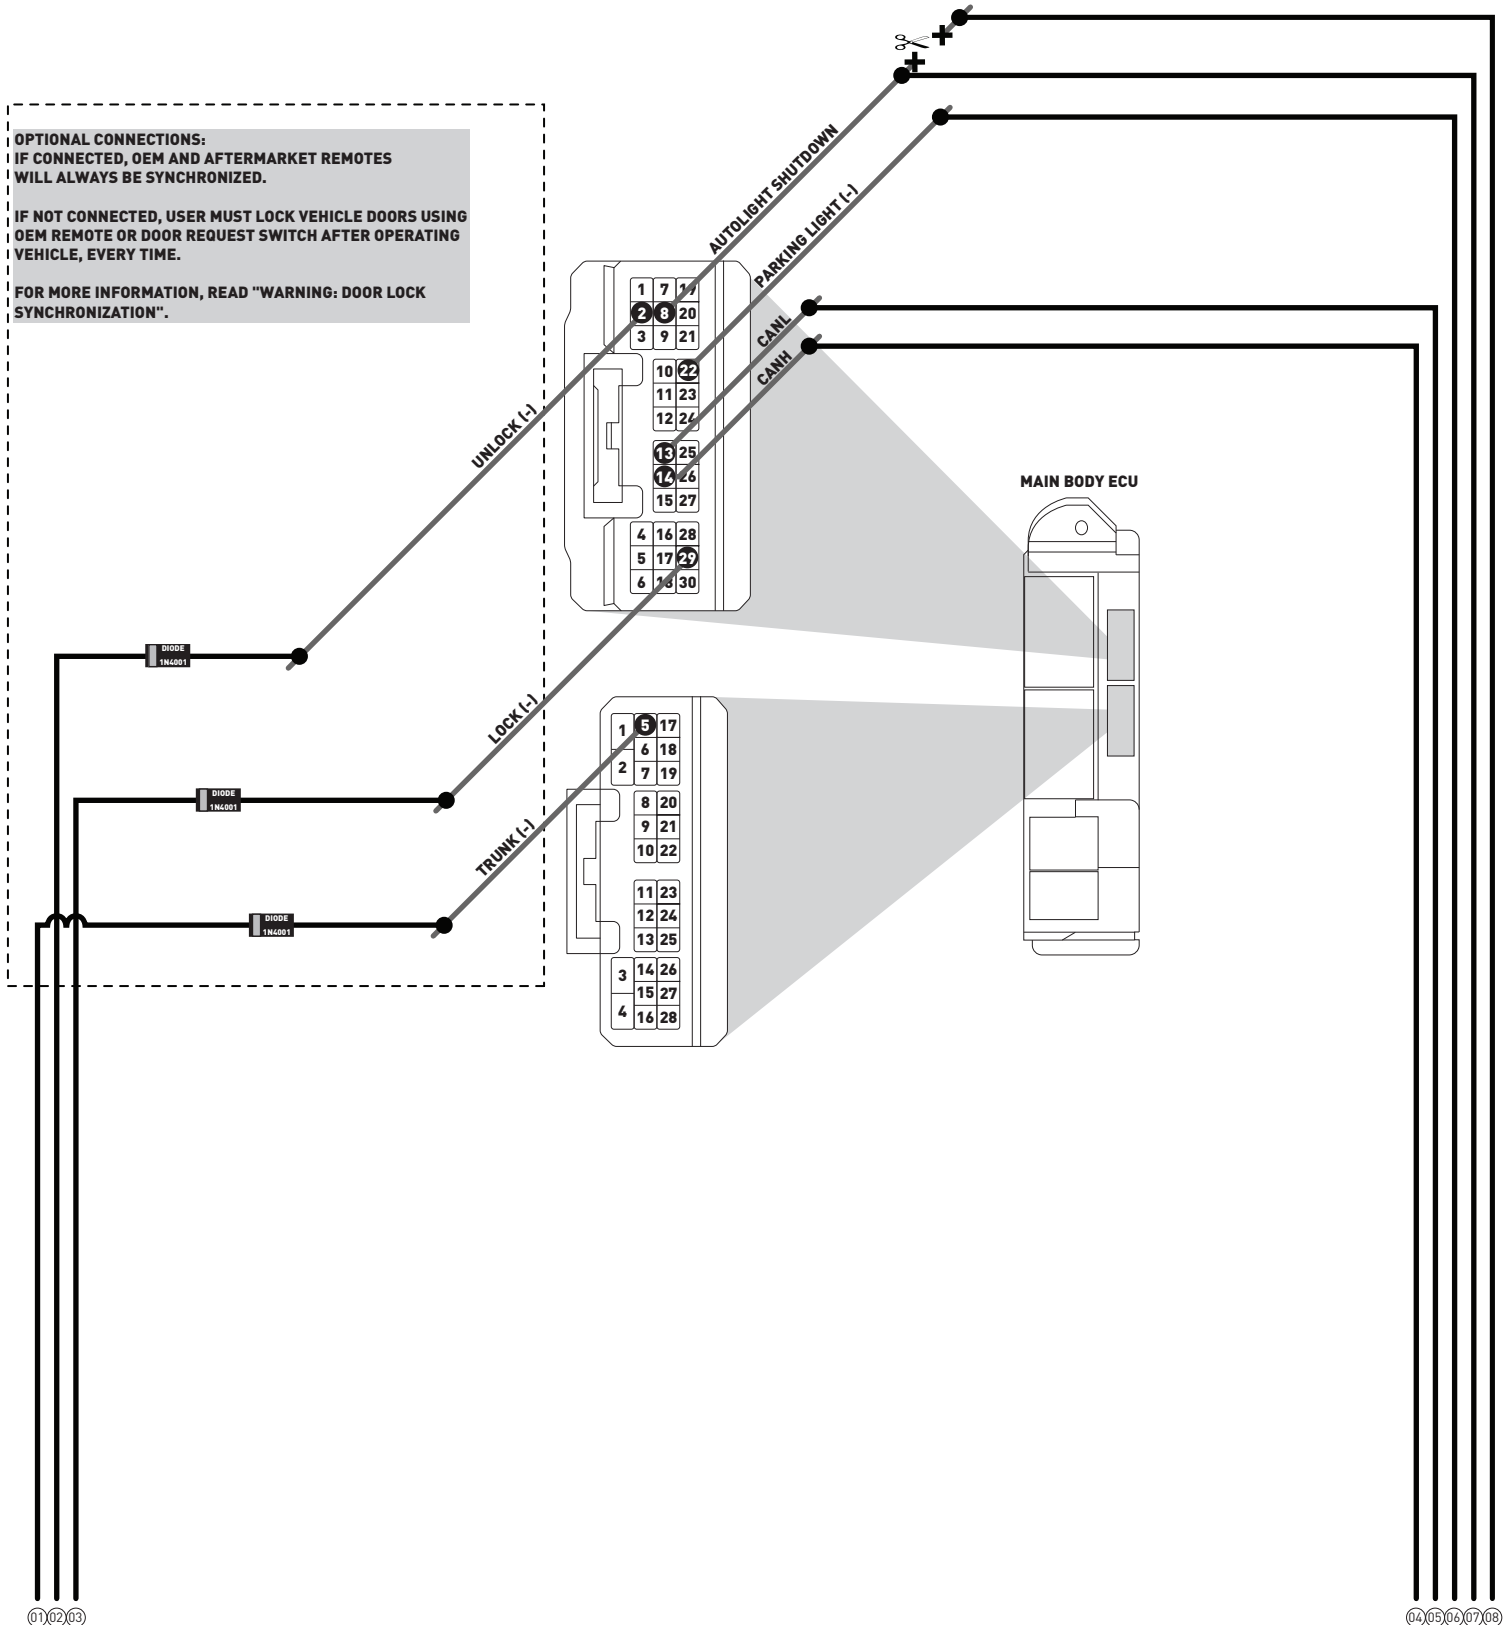 AUTOLIGHT SHUTDOWN
PARKING LIGHT (-)
OPTIONAL CONNECTIONS:
IF CONNECTED, OEM AND AFTERMARKET REMOTES
WILL ALWAYS BE SYNCHRONIZED.
IF NOT CONNECTED, USER MUST LOCK VEHICLE DOORS USING
OEM REMOTE OR DOOR REQUEST SWITCH AFTER OPERATING
VEHICLE, EVERY TIME.
FOR MORE INFORMATION, READ "WARNING: DOOR LOCK
SYNCHRONIZATION".
CANL
CANH
UNLOCK (-)
1 7 19
2 8 20
3 9 21
10 22
11 23
12 24
13 25
14 26
15 27
4 16 28
5 17 29
6 18 30
MAIN BODY ECU
DIODE
1N4001
LOCK (-)
DIODE
1N4001
TRUNK (-)
DIODE
1N4001
1 5 17
6 18
2 7 19
8 20
9 21
10 22
11 23
12 24
13 25
3 14 26
15 27
4 16 28
01 02 03
04 05 06 07 08